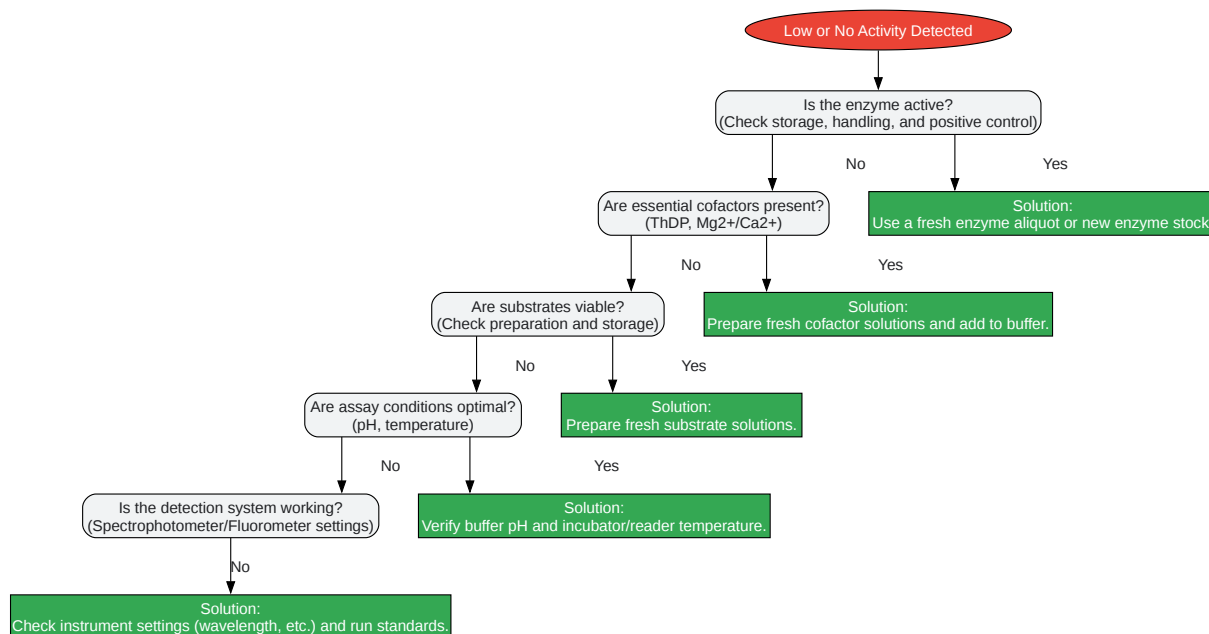 Low or No Activity Detected
Is the enzyme active?
(Check storage, handling, and positive control)
No
Yes
Are essential cofactors present?
(ThDP, Mg2+/Ca2+)
Solution:
Use a fresh enzyme aliquot or new enzyme stock
No
Yes
Are substrates viable?
(Check preparation and storage)
Solution:
Prepare fresh cofactor solutions and add to buffer.
No
Yes
Are assay conditions optimal?
(pH, temperature)
Solution:
Prepare fresh substrate solutions.
No
Yes
Is the detection system working?
(Spectrophotometer/Fluorometer settings)
Solution:
Verify buffer pH and incubator/reader temperature.
No
Solution:
Check instrument settings (wavelength, etc.) and run standards.